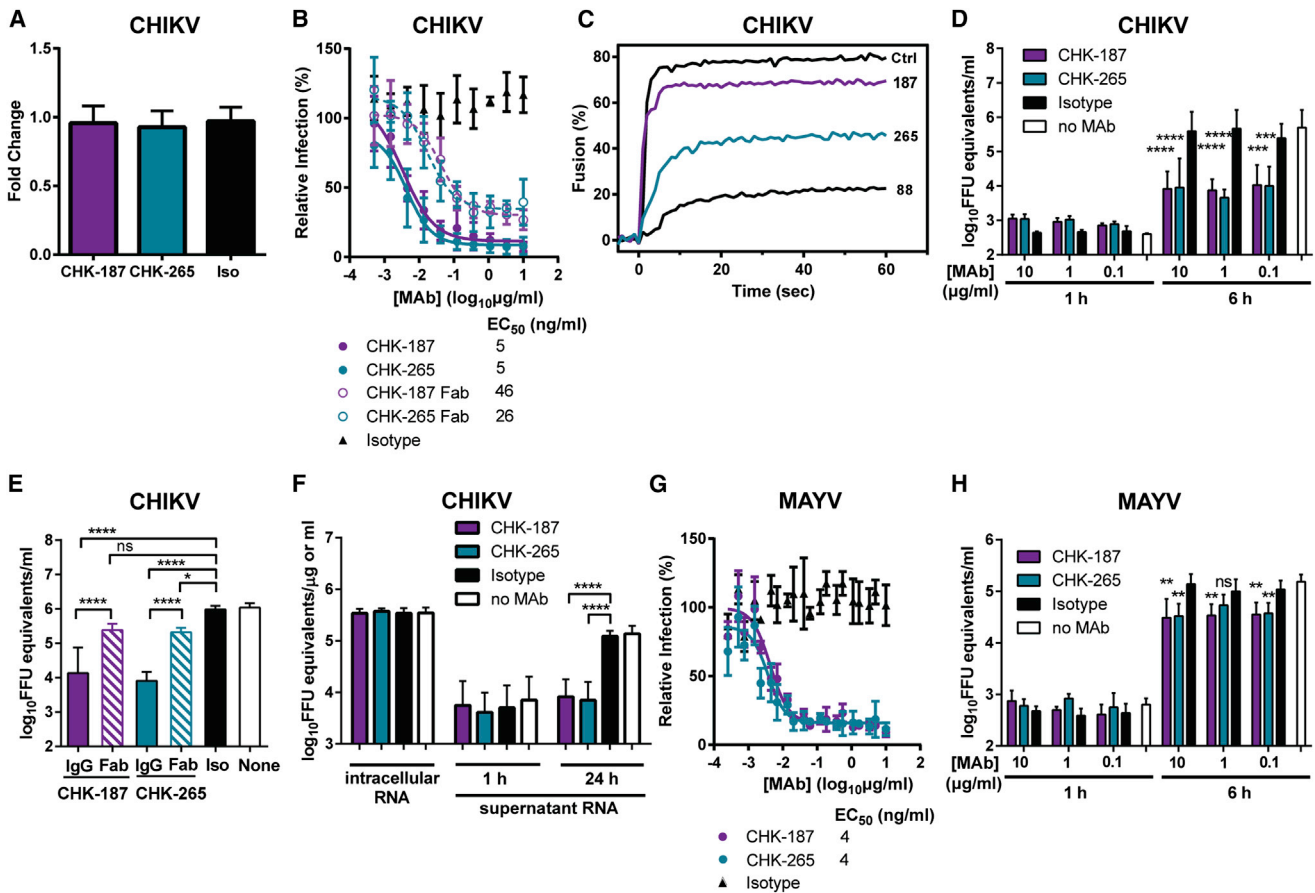 A
CHIKV
Fold Change
1.5
1.0
0.5
0.0
CHK-187 CHK-265 Iso
B
CHIKV
Relative Infection (%)
150
100
50
0
-4 -3 -2 -1 0 1 2
[MAb] (log10µg/ml)
EC50 (ng/ml)
CHK-187 5
CHK-265 5
CHK-187 Fab 46
CHK-265 Fab 26
Isotype
C
CHIKV
Fusion (%)
80
60
40
20
0
Ctrl
187
265
88
0 20 40 60
Time (sec)
D
CHIKV
log10FFU equivalents/ml
8
7
6
5
4
3
2
CHK-187
CHK-265
Isotype
no MAb
**** **** ***
**** **** ***
[MAb] 10 1 0.1 10 1 0.1
(µg/ml) 1 h 6 h
E
CHIKV
log10FFU equivalents/ml
8
7
6
5
4
3
2
****
ns
****
*
**** ****
IgG Fab IgG Fab Iso None
CHK-187 CHK-265
F
CHIKV
log10FFU equivalents/µg or ml
7
6
5
4
3
CHK-187
CHK-265
Isotype
no MAb
****
****
intracellular RNA
1 h 24 h
supernatant RNA
G
MAYV
Relative Infection (%)
150
100
50
0
-4 -3 -2 -1 0 1 2
[MAb] (log10µg/ml)
EC50 (ng/ml)
CHK-187 4
CHK-265 4
Isotype
H
MAYV
log10FFU equivalents/ml
6
5
4
3
2
CHK-187
CHK-265
Isotype
no MAb
** ns **
** ** **
[MAb] 10 1 0.1 10 1 0.1
(µg/ml) 1 h 6 h